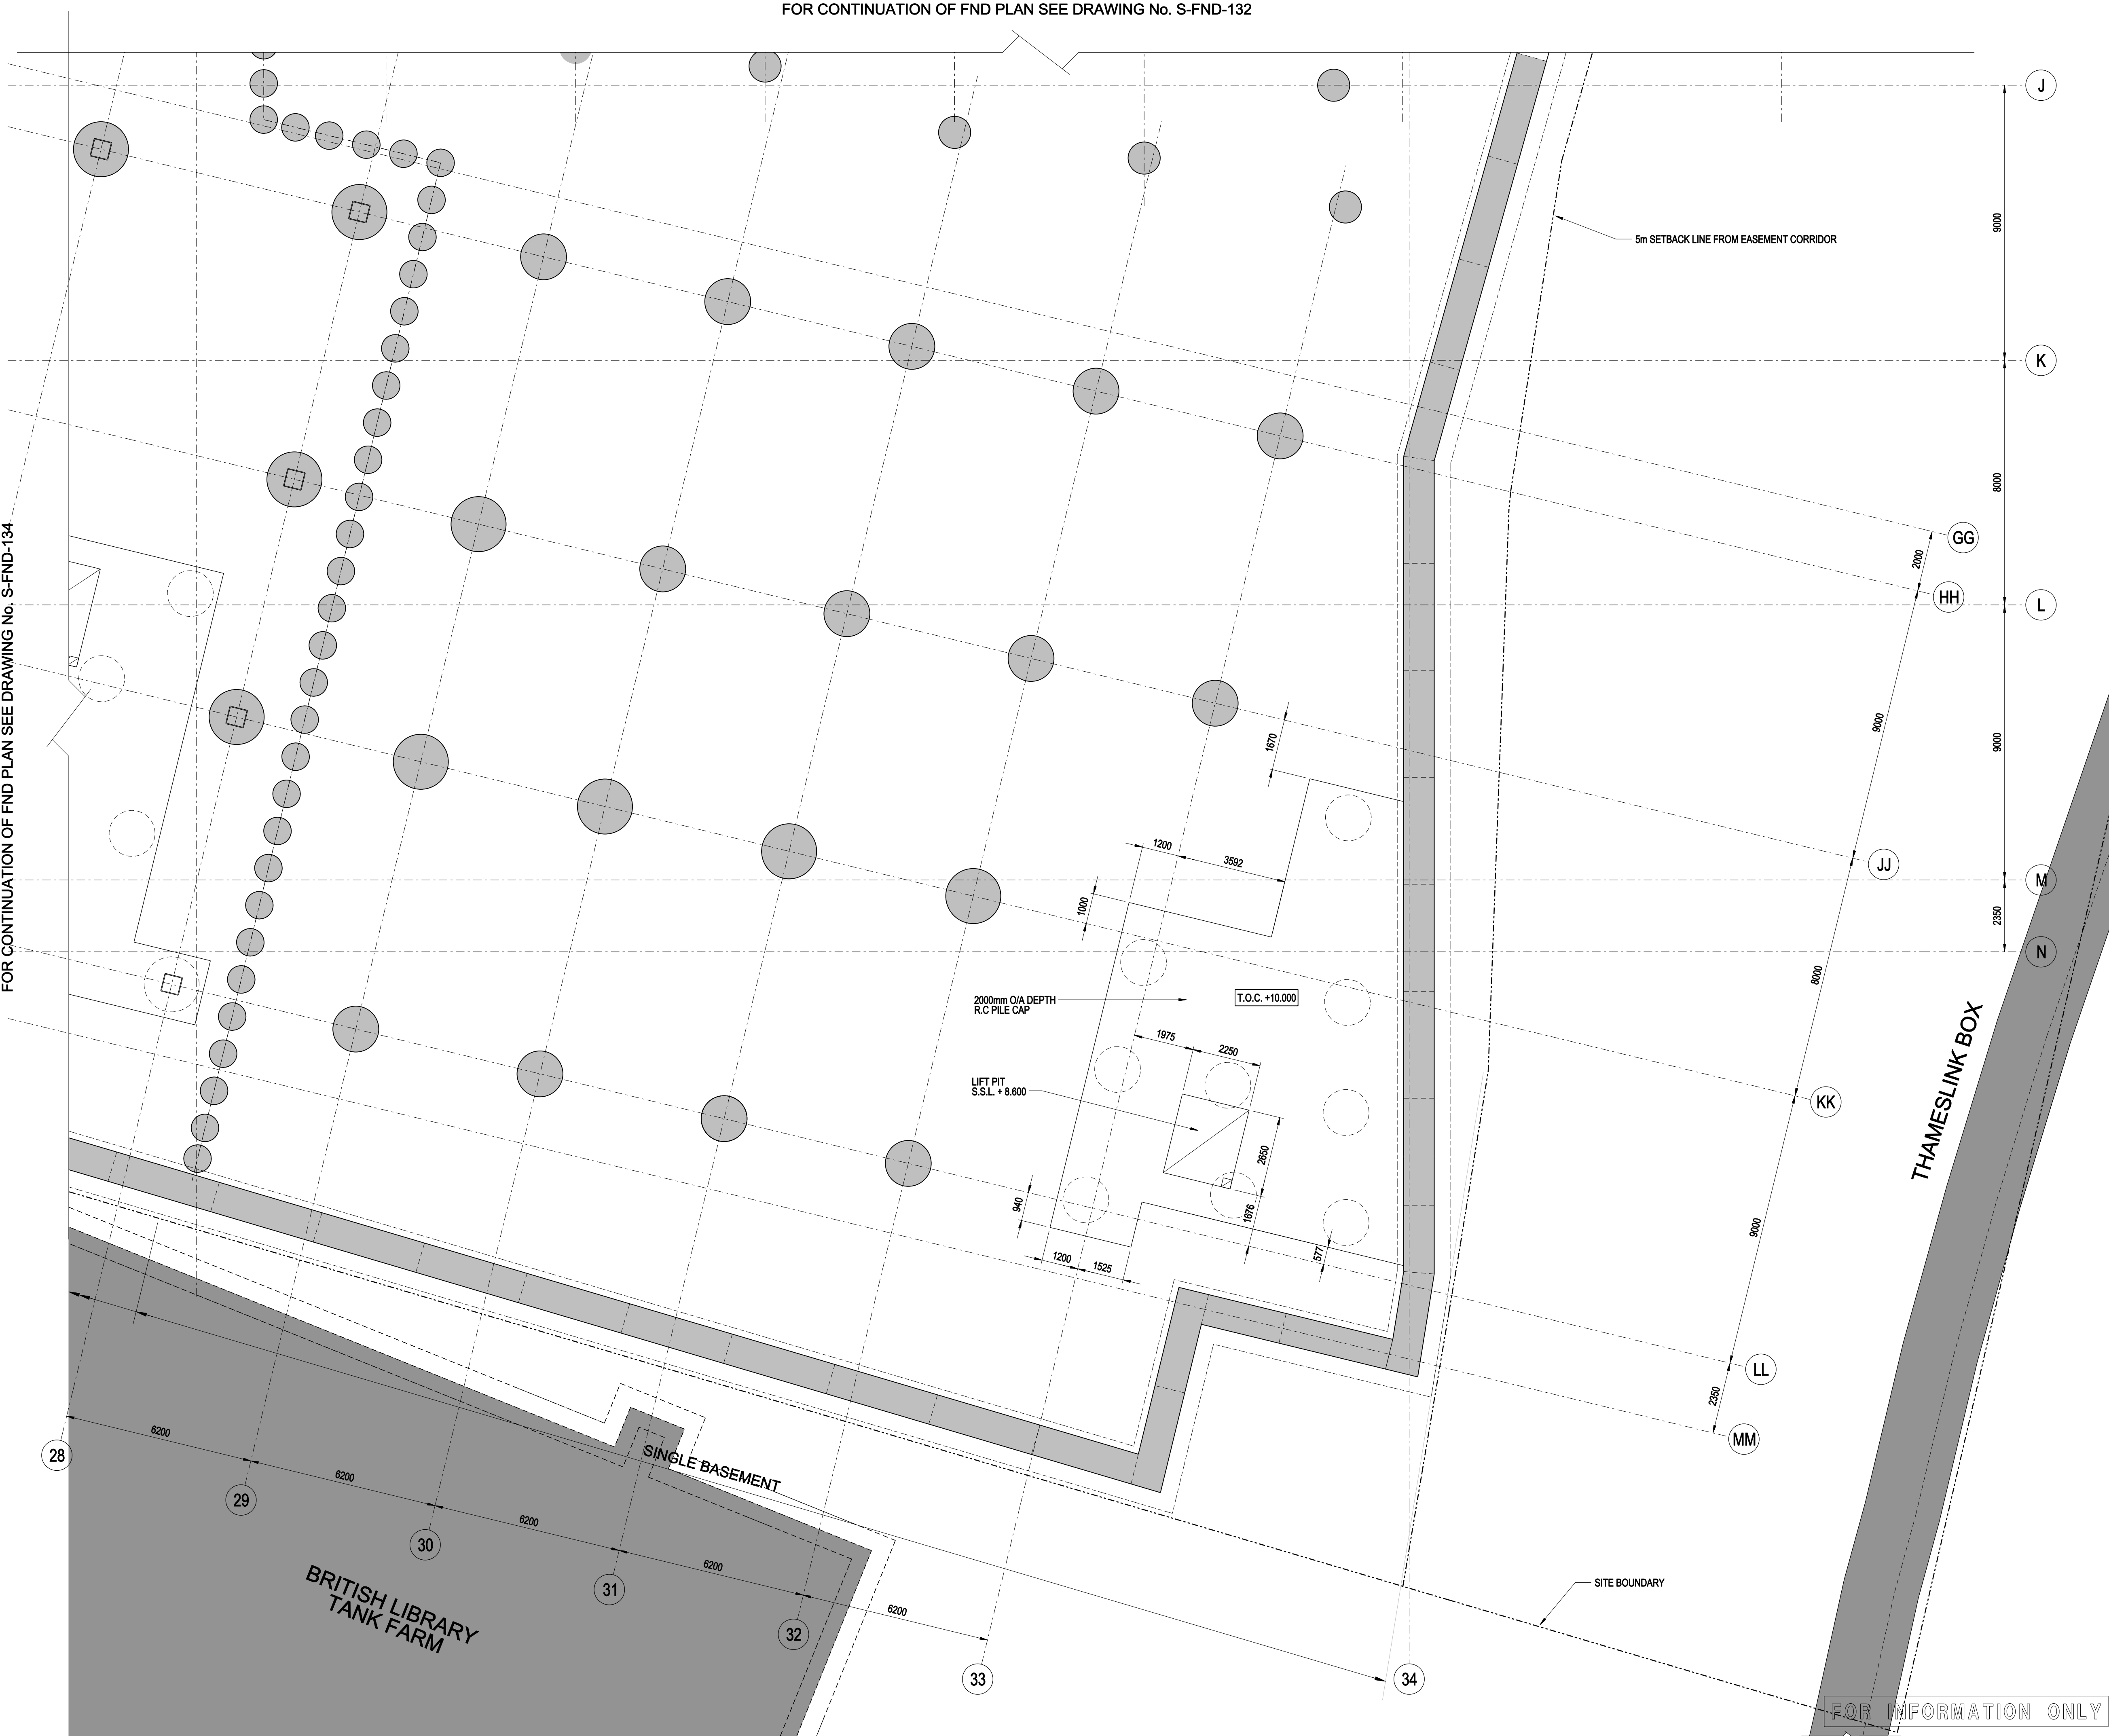 FOR CONTINUATION OF FND PLAN SEE DRAWING No. S-FND-132
J
9000
5m SETBACK LINE FROM EASEMENT CORRIDOR
K
8000
FOR CONTINUATION OF FND PLAN SEE DRAWING No. S-FND-134
GG
2000
HH
L
9000
9000
1670
1200
3592
JJ
M
1000
2350
N
8000
2000mm O/A DEPTH
R.C PILE CAP
T.O.C. +10.000
1975
2250
LIFT PIT
S.S.L. + 8.600
KK
THAMESLINK BOX
2650
940
1676
577
9000
1200
1525
LL
2350
MM
28
6200
SINGLE BASEMENT
29
6200
30
6200
31
6200
32
6200
33
34
BRITISH LIBRARY
TANK FARM
SITE BOUNDARY
FOR INFORMATION ONLY